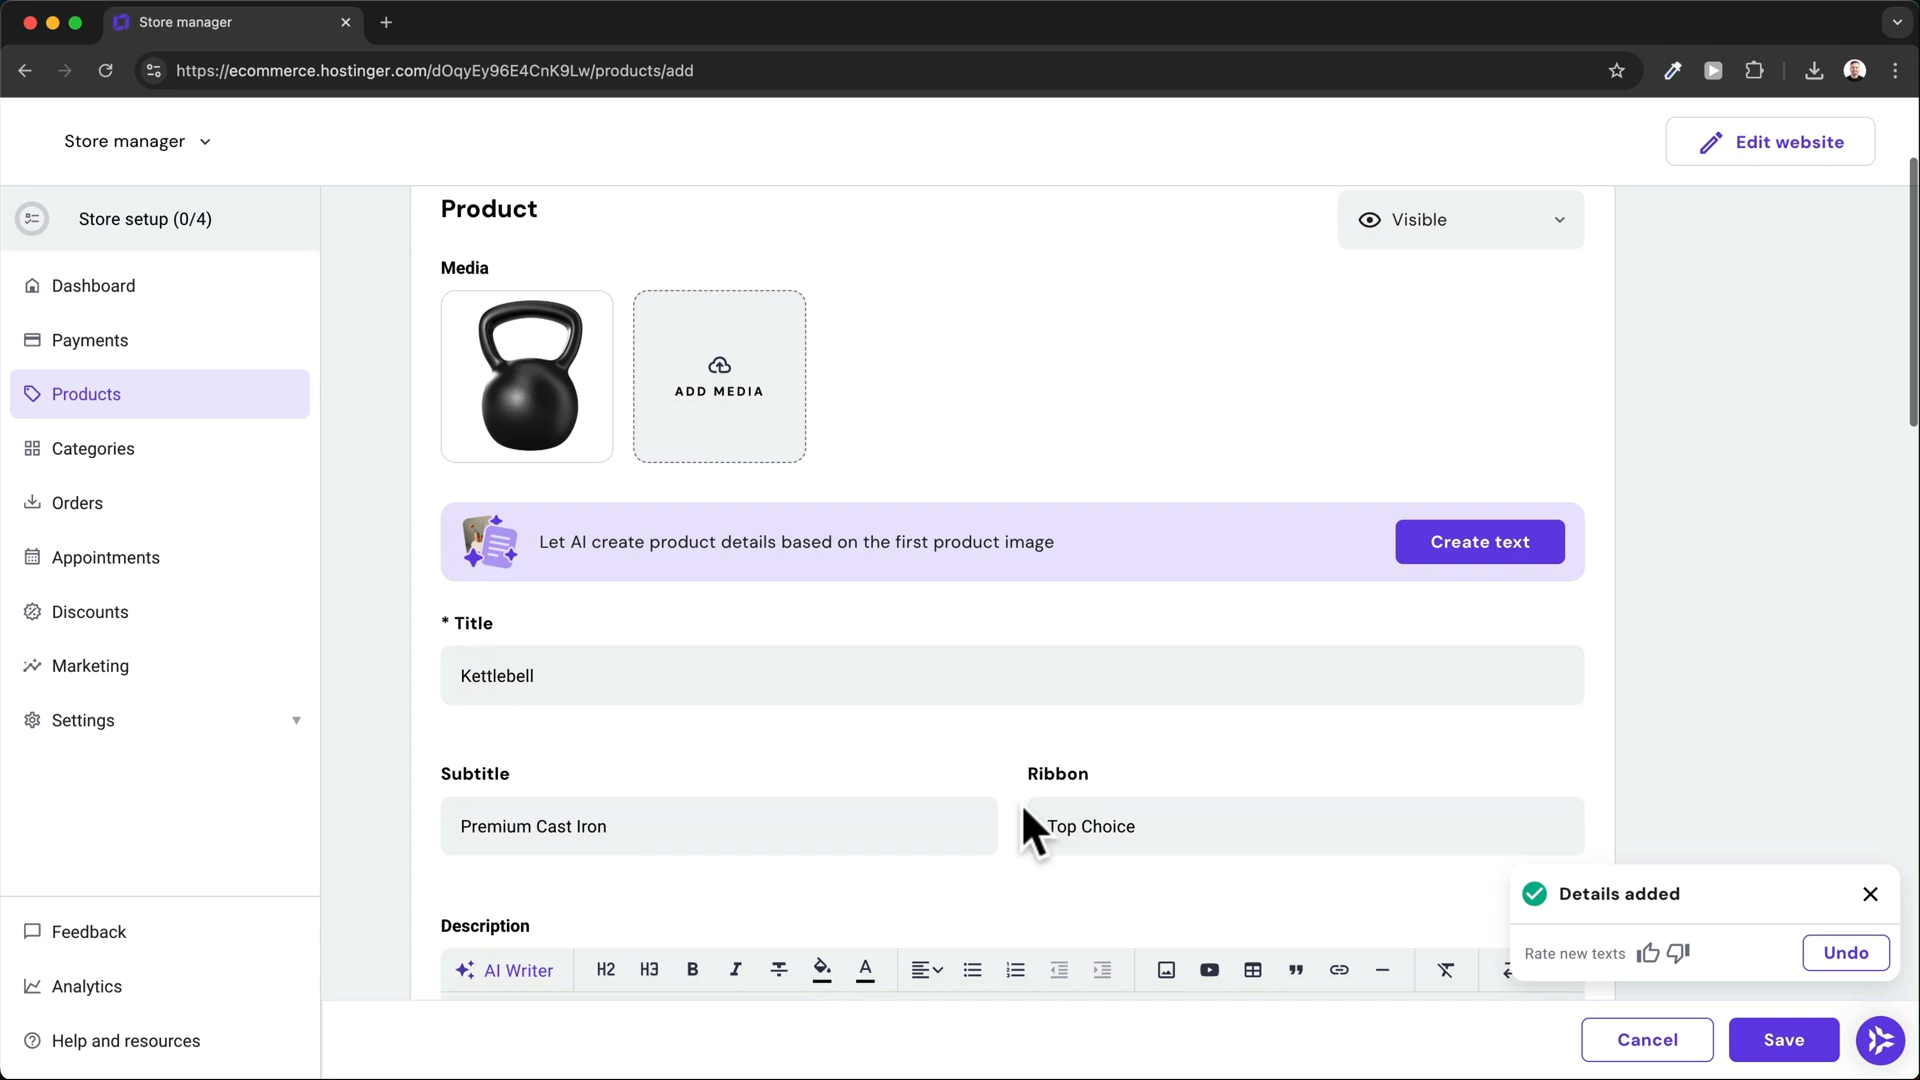 Store manager
https://ecommerce.hostinger.com/dOqyEy96E4CnK9Lw/products/add
Store manager
Edit website
Store setup (0/4)
Dashboard
Payments
Products
Categories
Orders
Appointments
Discounts
Marketing
Settings
Feedback
Analytics
Help and resources
Product
Visible
Media
ADD MEDIA
Let AI create product details based on the first product image
Create text
* Title
Kettlebell
Subtitle
Ribbon
Premium Cast Iron
Top Choice
Description
AI Writer
H2
H3
B
I
A
Details added
Rate new texts
Undo
Cancel
Save